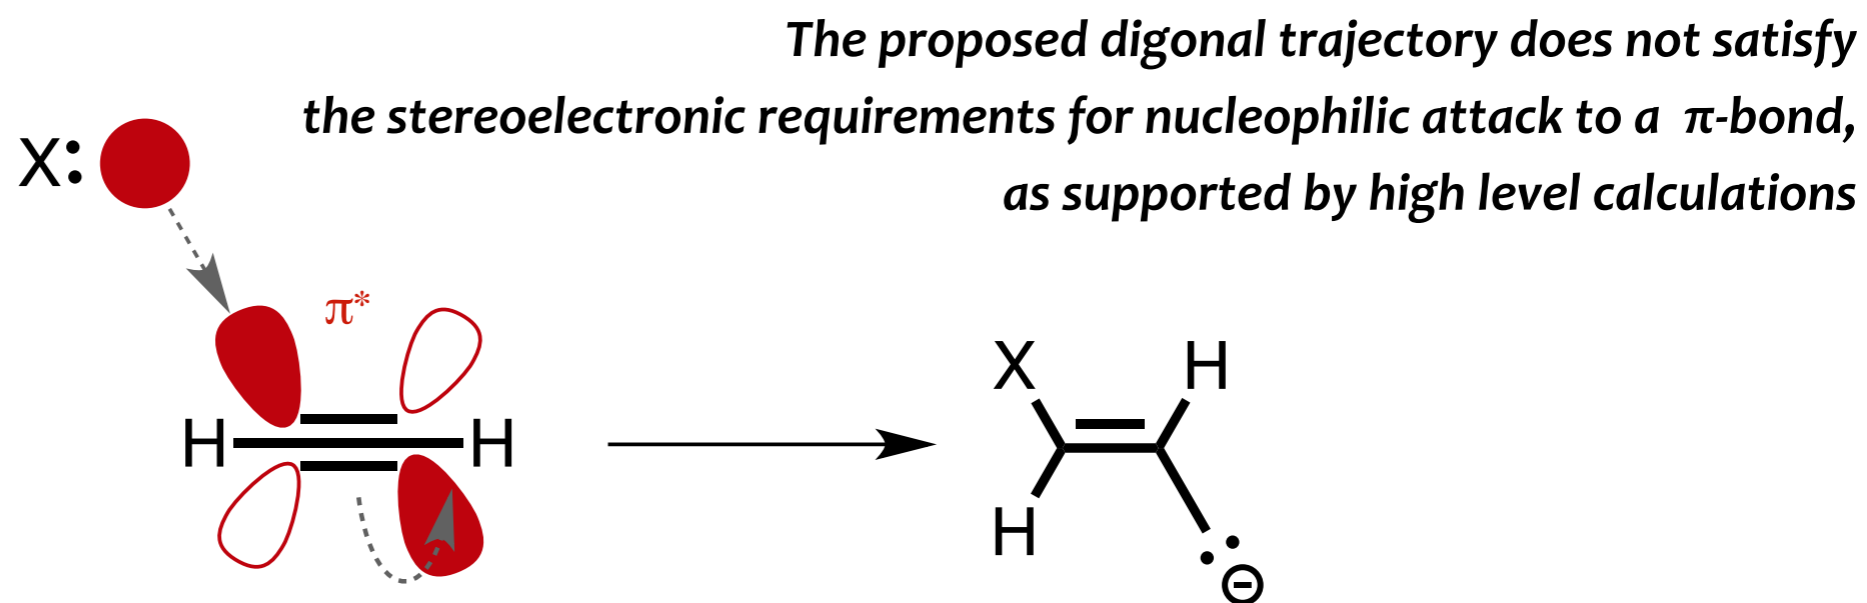 The proposed digonal trajectory does not satisfy
the stereoelectronic requirements for nucleophilic attack to a π-bond,
as supported by high level calculations
X:
π*
H H
X H
H
⊖